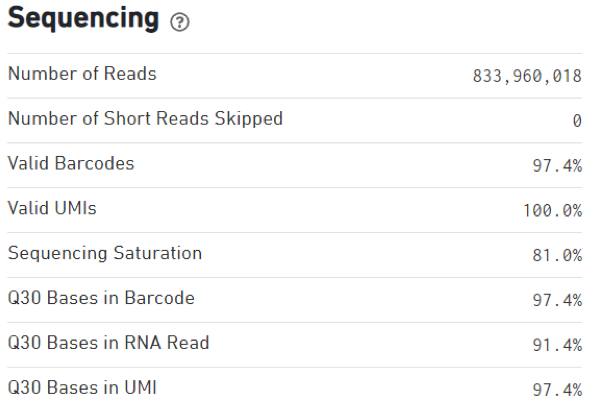 Sequencing ?
Number of Reads 833,960,018
Number of Short Reads Skipped 0
Valid Barcodes 97.4%
Valid UMIs 100.0%
Sequencing Saturation 81.0%
Q30 Bases in Barcode 97.4%
Q30 Bases in RNA Read 91.4%
Q30 Bases in UMI 97.4%